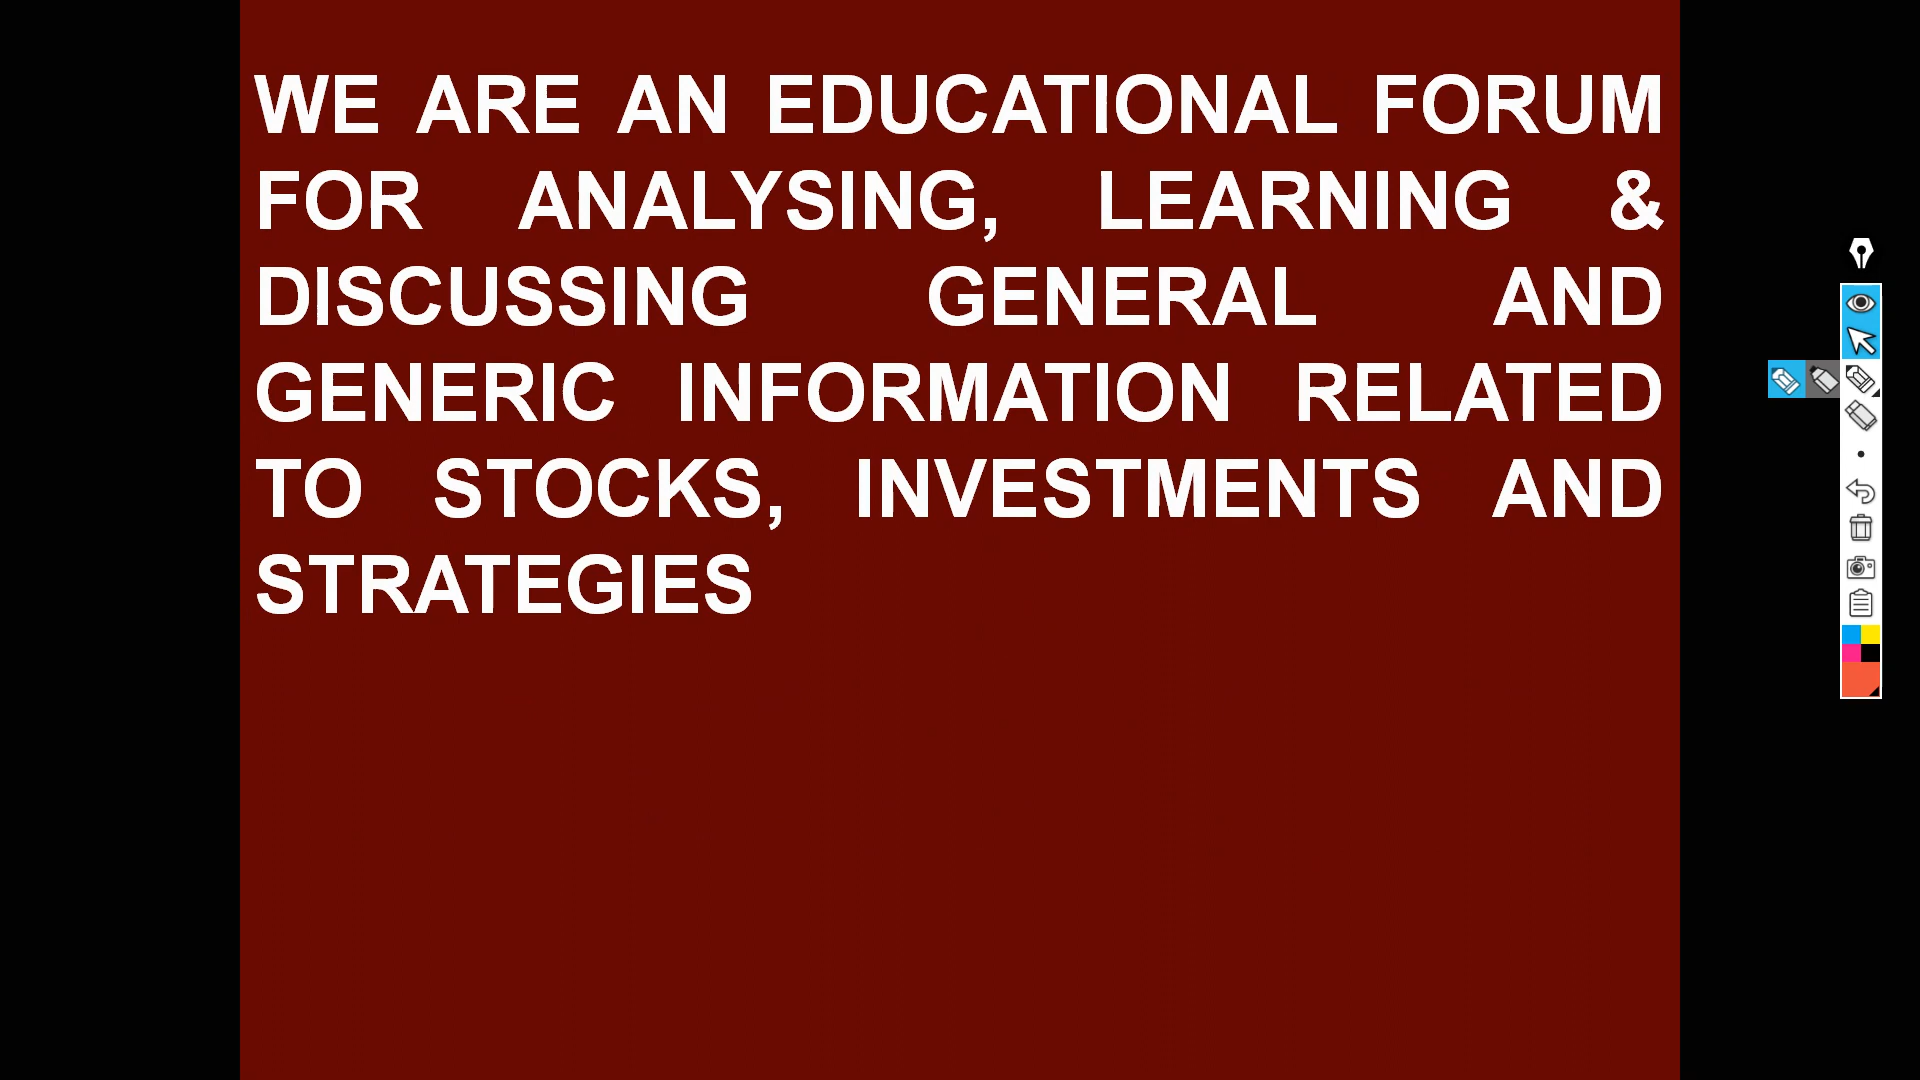 WE ARE AN EDUCATIONAL FORUM
FOR ANALYSING, LEARNING &
DISCUSSING GENERAL AND
GENERIC INFORMATION RELATED
TO STOCKS, INVESTMENTS AND
STRATEGIES